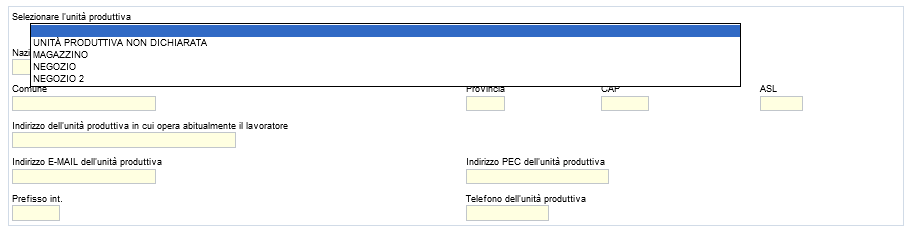 Selezionare l'unità produttiva
UNITÀ PRODUTTIVA NON DICHIARATA
Nazi
MAGAZZINO
NEGOZIO
NEGOZIO 2
Comune Provincia CAP ASL
Indirizzo dell'unità produttiva in cui opera abitualmente il lavoratore
Indirizzo E-MAIL dell'unità produttiva Indirizzo PEC dell'unità produttiva
Prefisso int. Telefono dell'unità produttiva